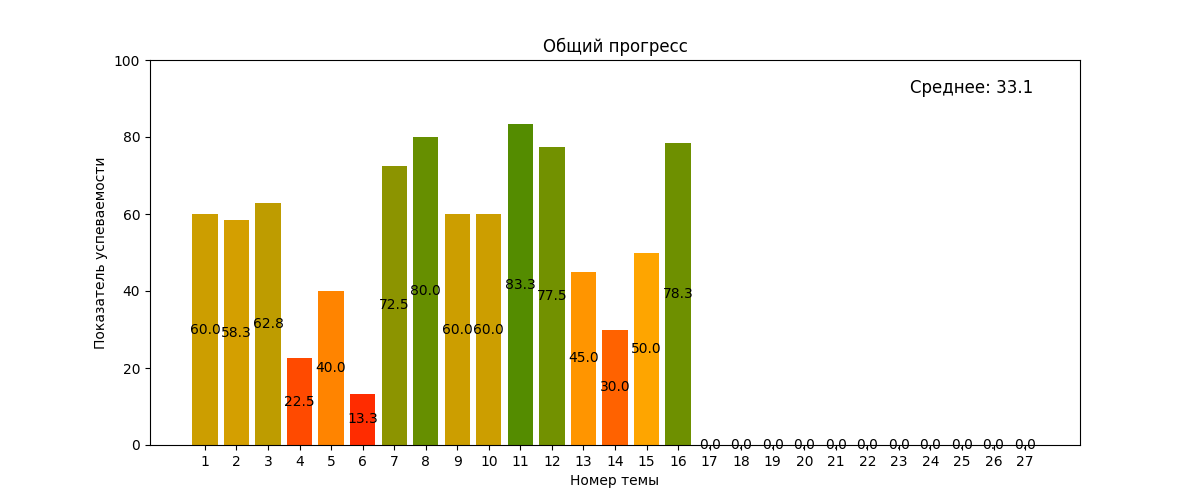 Общий прогресс
Среднее: 33.1
Показатель успеваемости
100
80
60
40
20
0
60.0 58.3 62.8 22.5 40.0 13.3 72.5 80.0 60.0 60.0 83.3 77.5 45.0 30.0 50.0 78.3 0.0 0.0 0.0 0.0 0.0 0.0 0.0 0.0 0.0 0.0 0.0
1 2 3 4 5 6 7 8 9 10 11 12 13 14 15 16 17 18 19 20 21 22 23 24 25 26 27
Номер темы